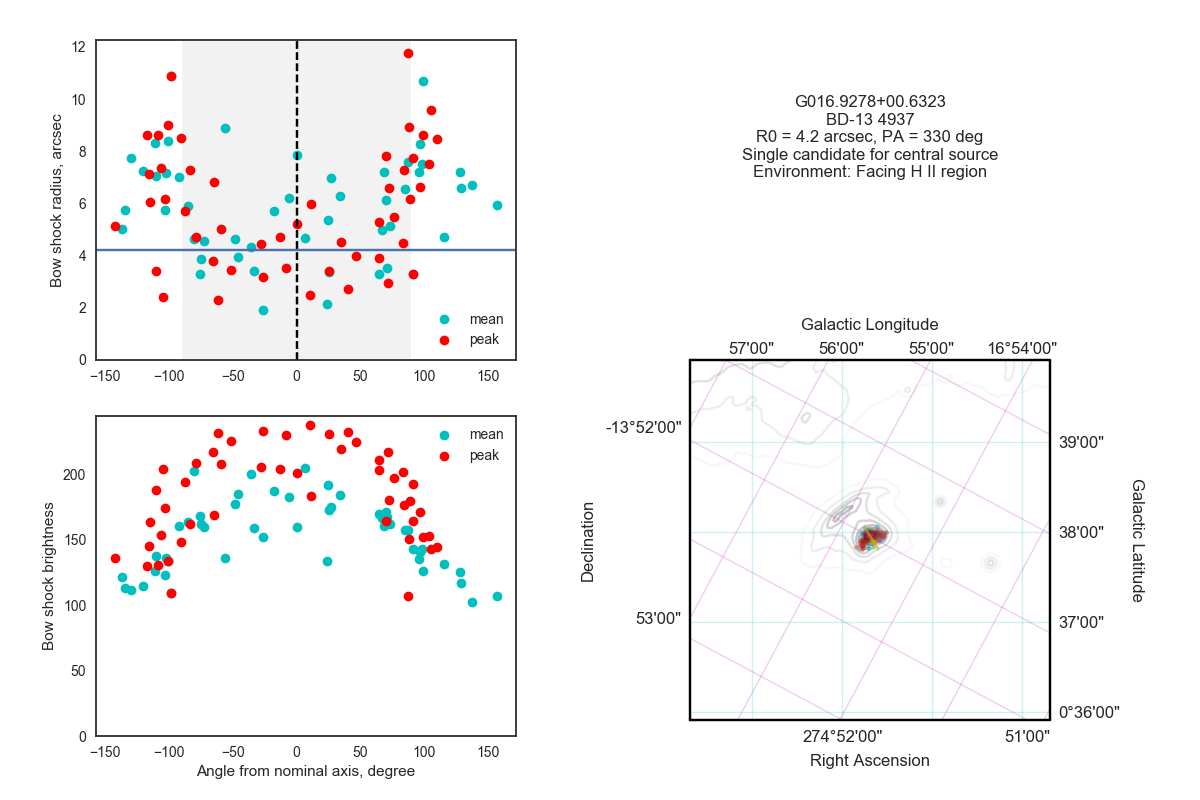 12
10
8
6
4
2
0
Bow shock radius, arcsec
mean
peak
−150 −100 −50 0 50 100 150
200
150
100
50
0
Bow shock brightness
mean
peak
−150 −100 −50 0 50 100 150
Angle from nominal axis, degree
G016.9278+00.6323
BD-13 4937
R0 = 4.2 arcsec, PA = 330 deg
Single candidate for central source
Environment: Facing H II region
Galactic Longitude
57'00" 56'00" 55'00" 16°54'00"
-13°52'00"
53'00"
Declination
39'00"
38'00"
37'00"
0°36'00"
Galactic Latitude
274°52'00" 51'00"
Right Ascension